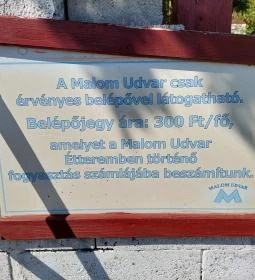 A Malom Udvar csak
érvényes belépővel látogatható.
Belépőjegy ára: 300 Ft/fő,
amelyet a Malom Udvar
Étteremben történő
fogyasztás számlájába beszámítunk.
MALOM UDVAR
M